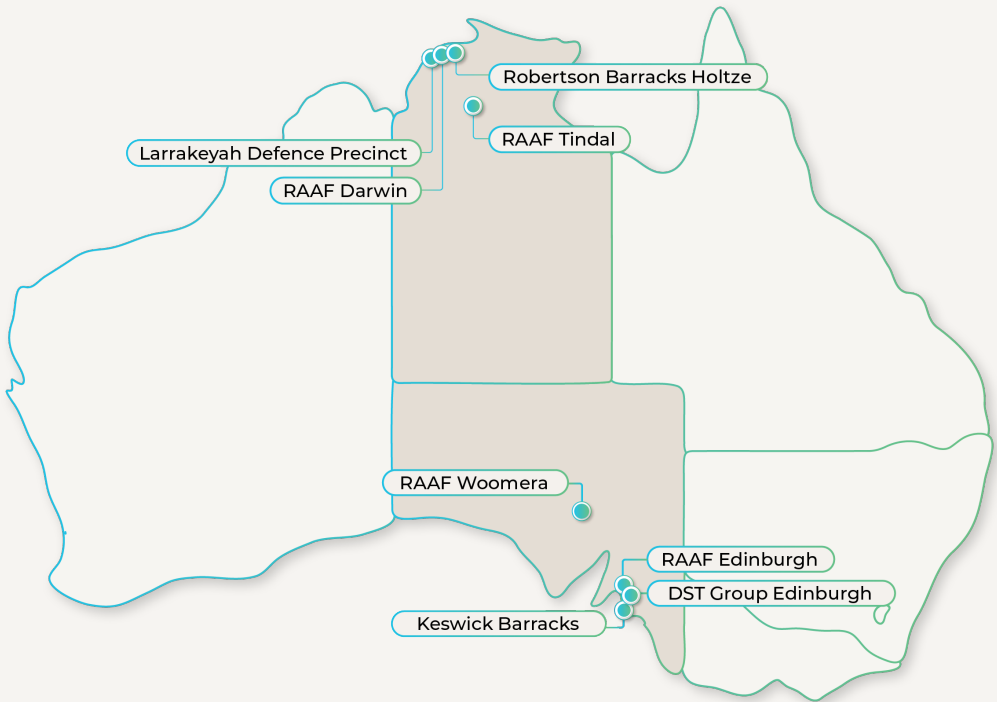 Robertson Barracks Holtze
RAAF Tindal
Larrakeyah Defence Precinct
RAAF Darwin
RAAF Woomera
RAAF Edinburgh
DST Group Edinburgh
Keswick Barracks